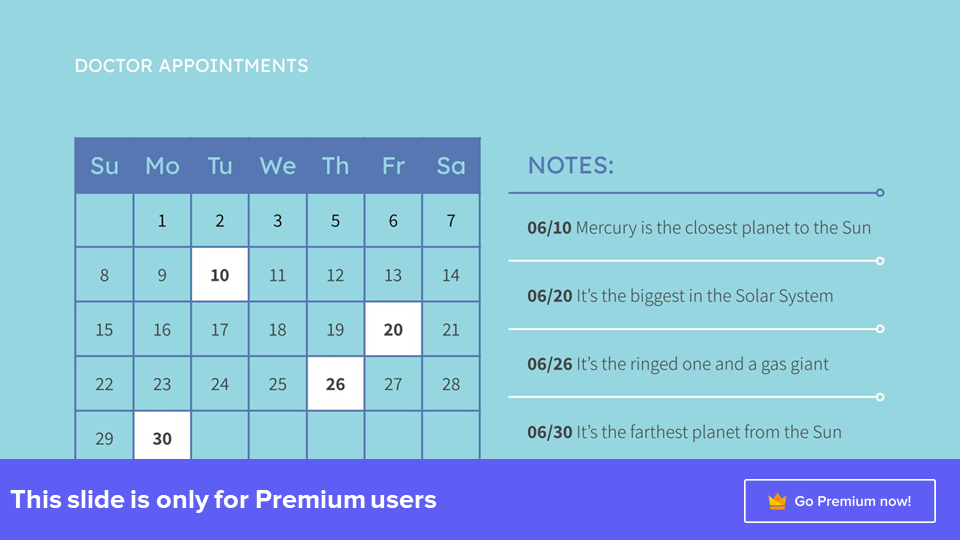 DOCTOR APPOINTMENTS
Su Mo Tu We Th Fr Sa
1 2 3 5 6 7
8 9 10 11 12 13 14
15 16 17 18 19 20 21
22 23 24 25 26 27 28
29 30
NOTES:
06/10 Mercury is the closest planet to the Sun
06/20 It’s the biggest in the Solar System
06/26 It’s the ringed one and a gas giant
06/30 It’s the farthest planet from the Sun
This slide is only for Premium users
Go Premium now!